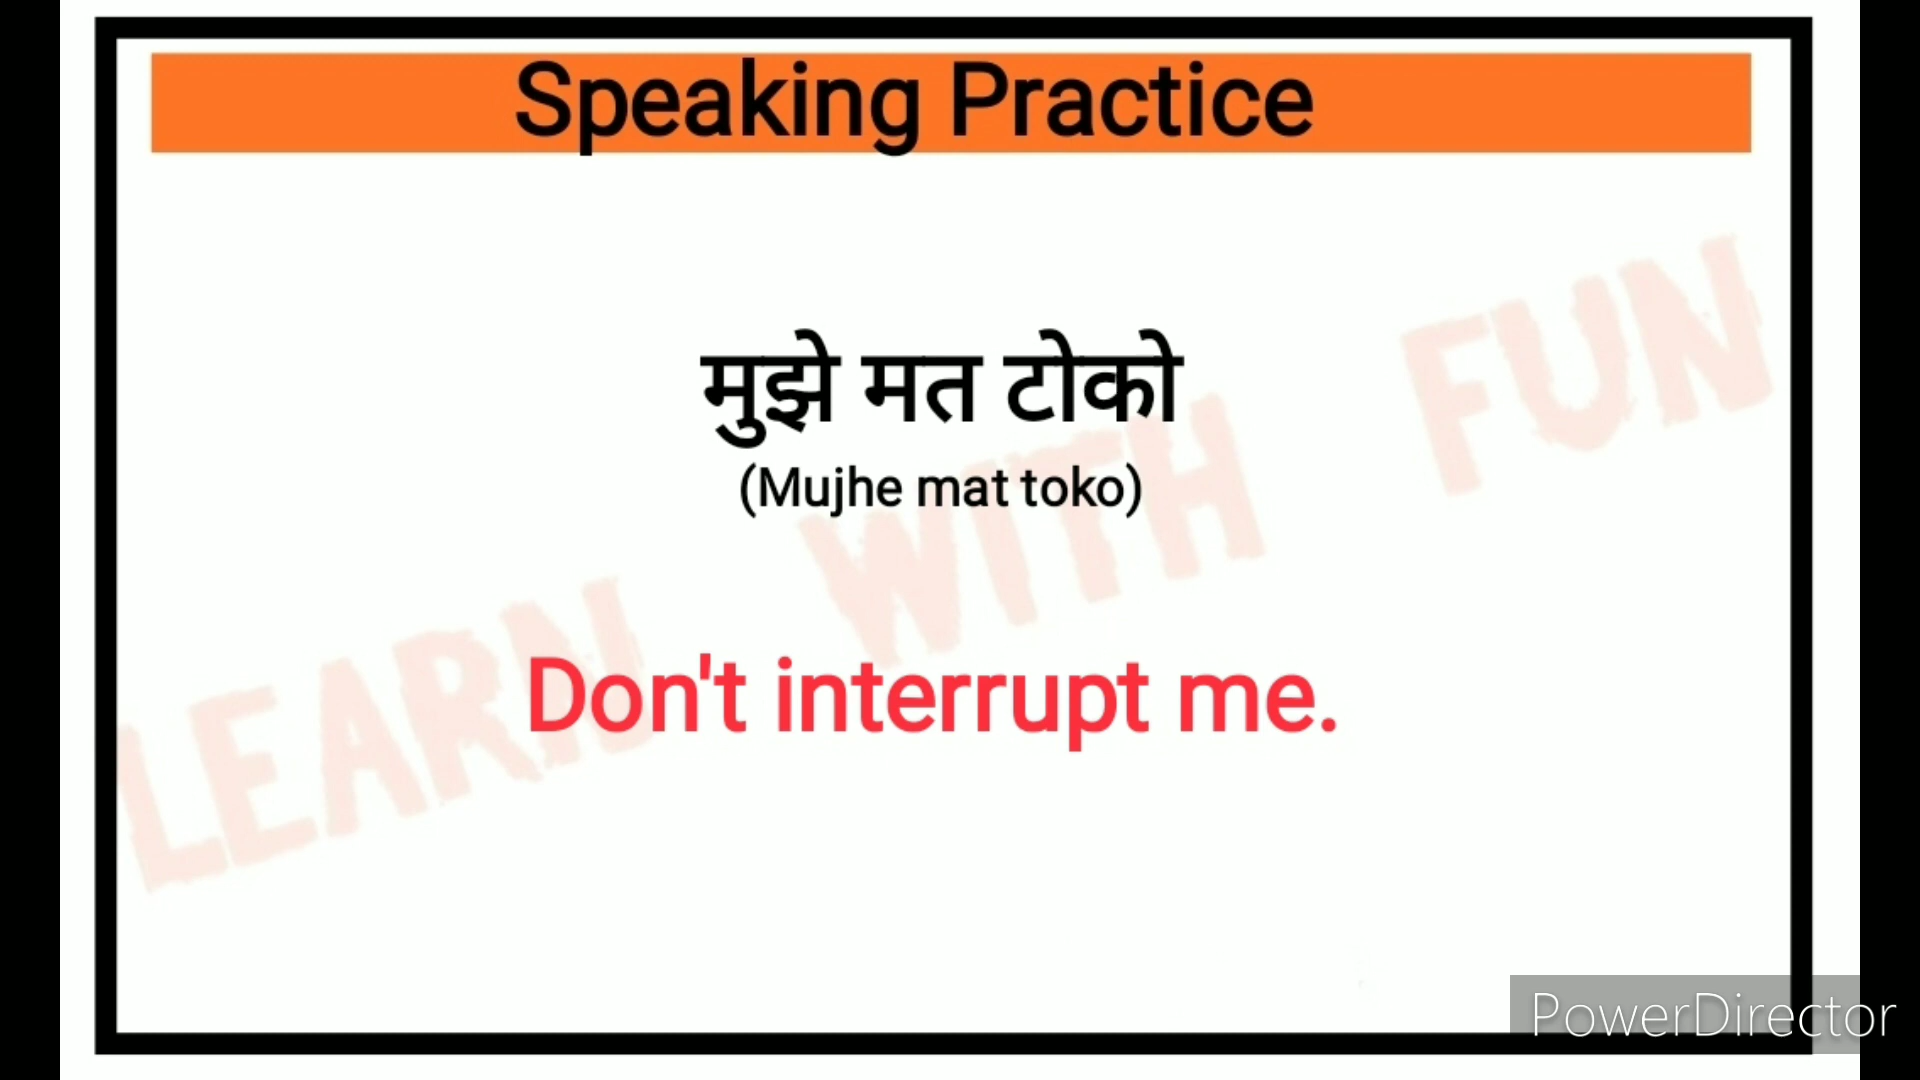 Speaking Practice
मुझे मत टोको
(Mujhe mat toko)
Don't interrupt me.
LEARN WITH FUN
PowerDirector